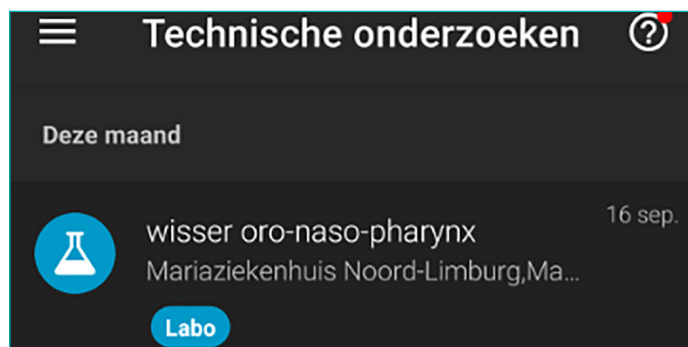 Technische onderzoeken
Deze maand
16 sep.
wisser oro-naso-pharynx
Mariaziekenhuis Noord-Limburg,Ma...
Labo